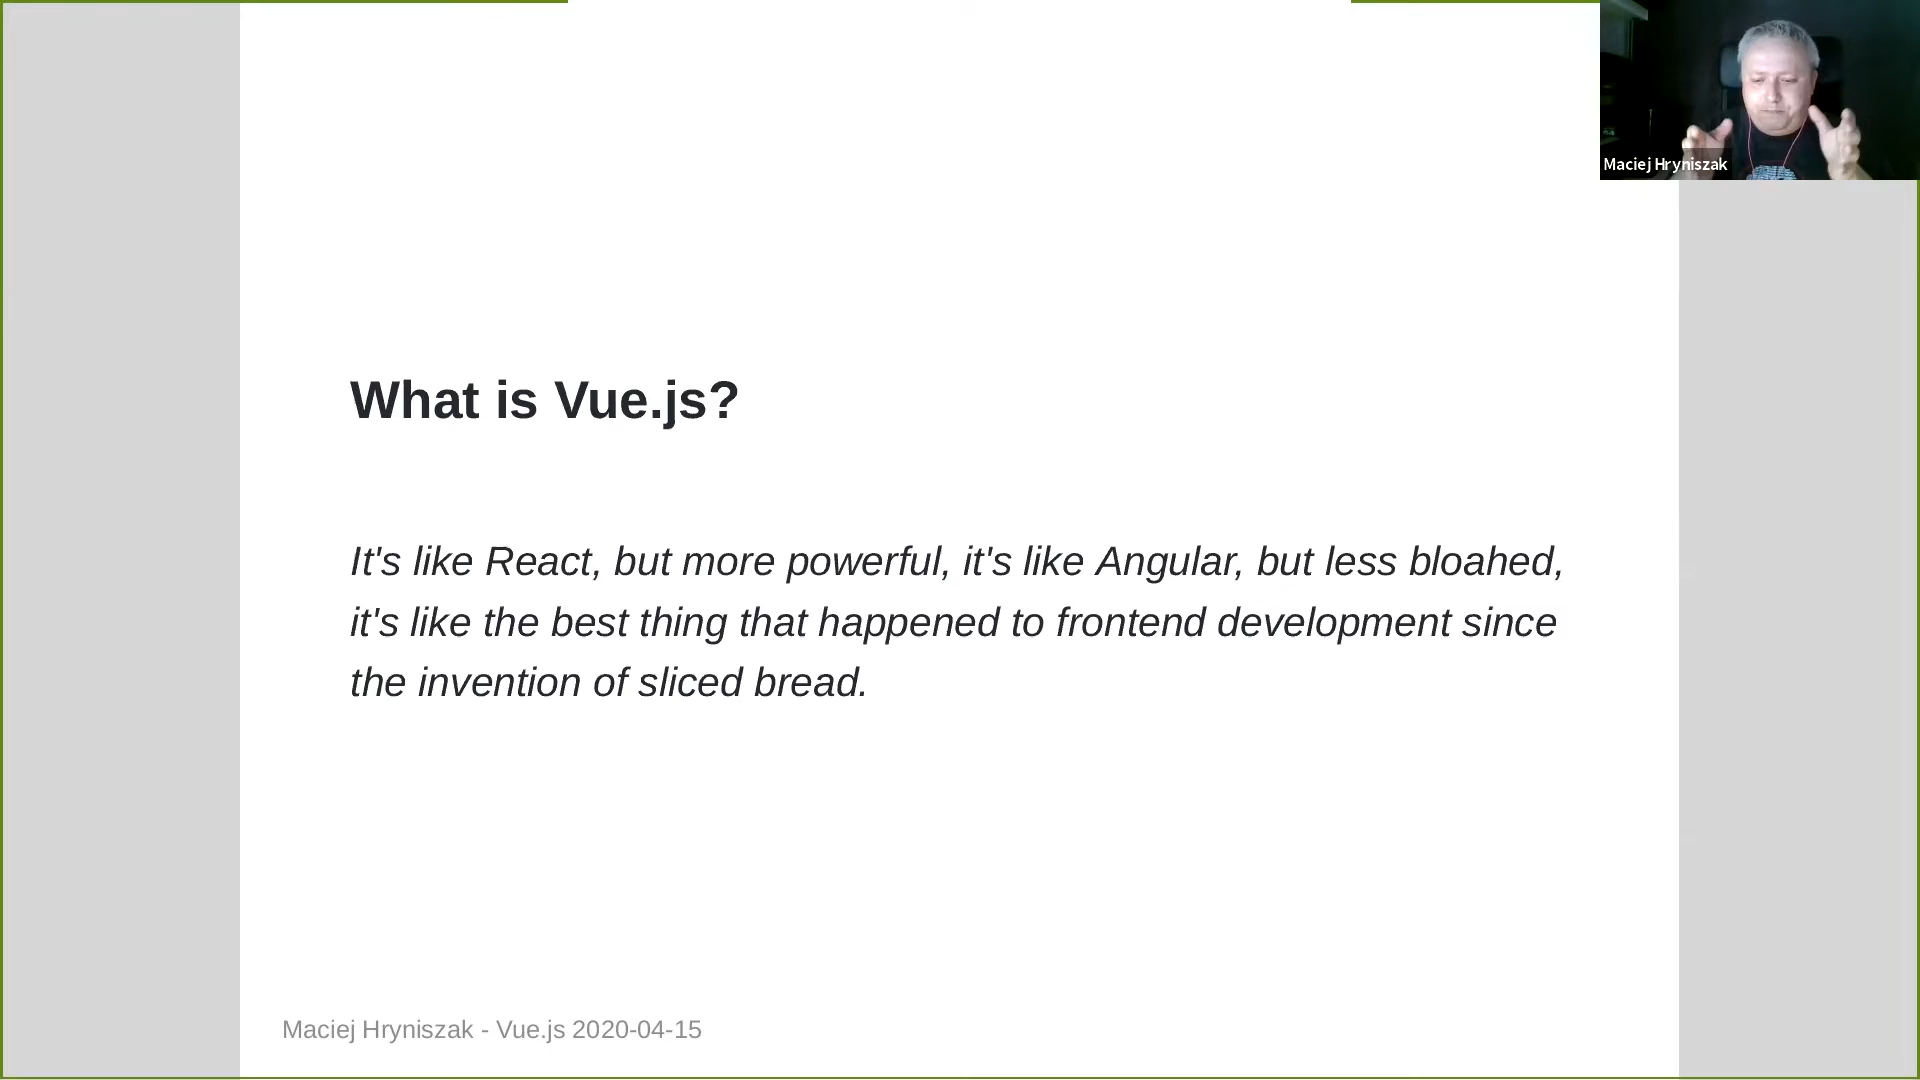 Maciej Hryniszak
What is Vue.js?
It's like React, but more powerful, it's like Angular, but less bloahed,
it's like the best thing that happened to frontend development since
the invention of sliced bread.
Maciej Hryniszak - Vue.js 2020-04-15